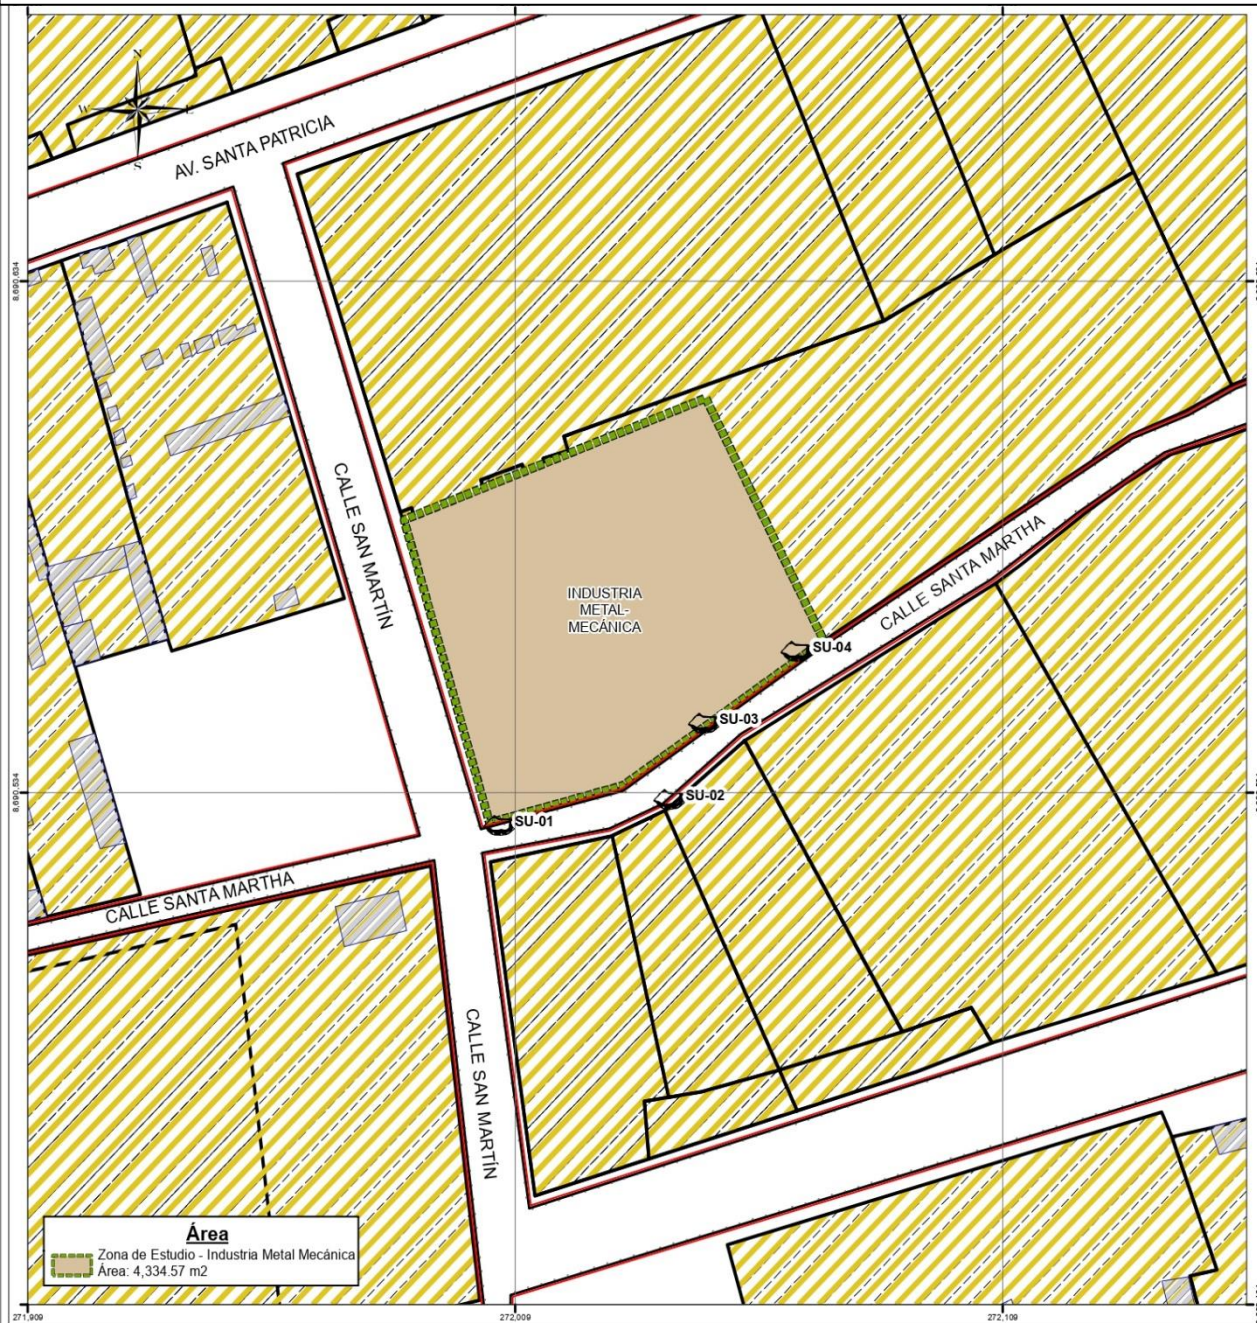 N
W
S
AV. SANTA PATRICIA
8,690,634
CALLE SAN MARTÍN
CALLE SANTA MARTHA
INDUSTRIA
METAL-
MECÁNICA
SU-04
SU-03
8,690,534
SU-02
SU-01
CALLE SANTA MARTHA
CALLE SAN MARTÍN
Área
Zona de Estudio - Industria Metal Mecánica
Área: 4,334.57 m2
271,909
272,009
272,109